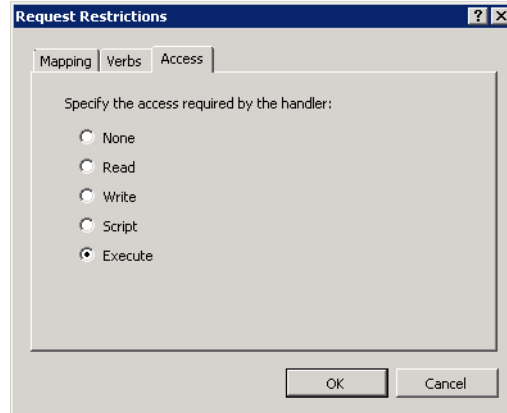 Request Restrictions
Mapping Verbs Access
Specify the access required by the handler:
None
Read
Write
Script
Execute
OK Cancel